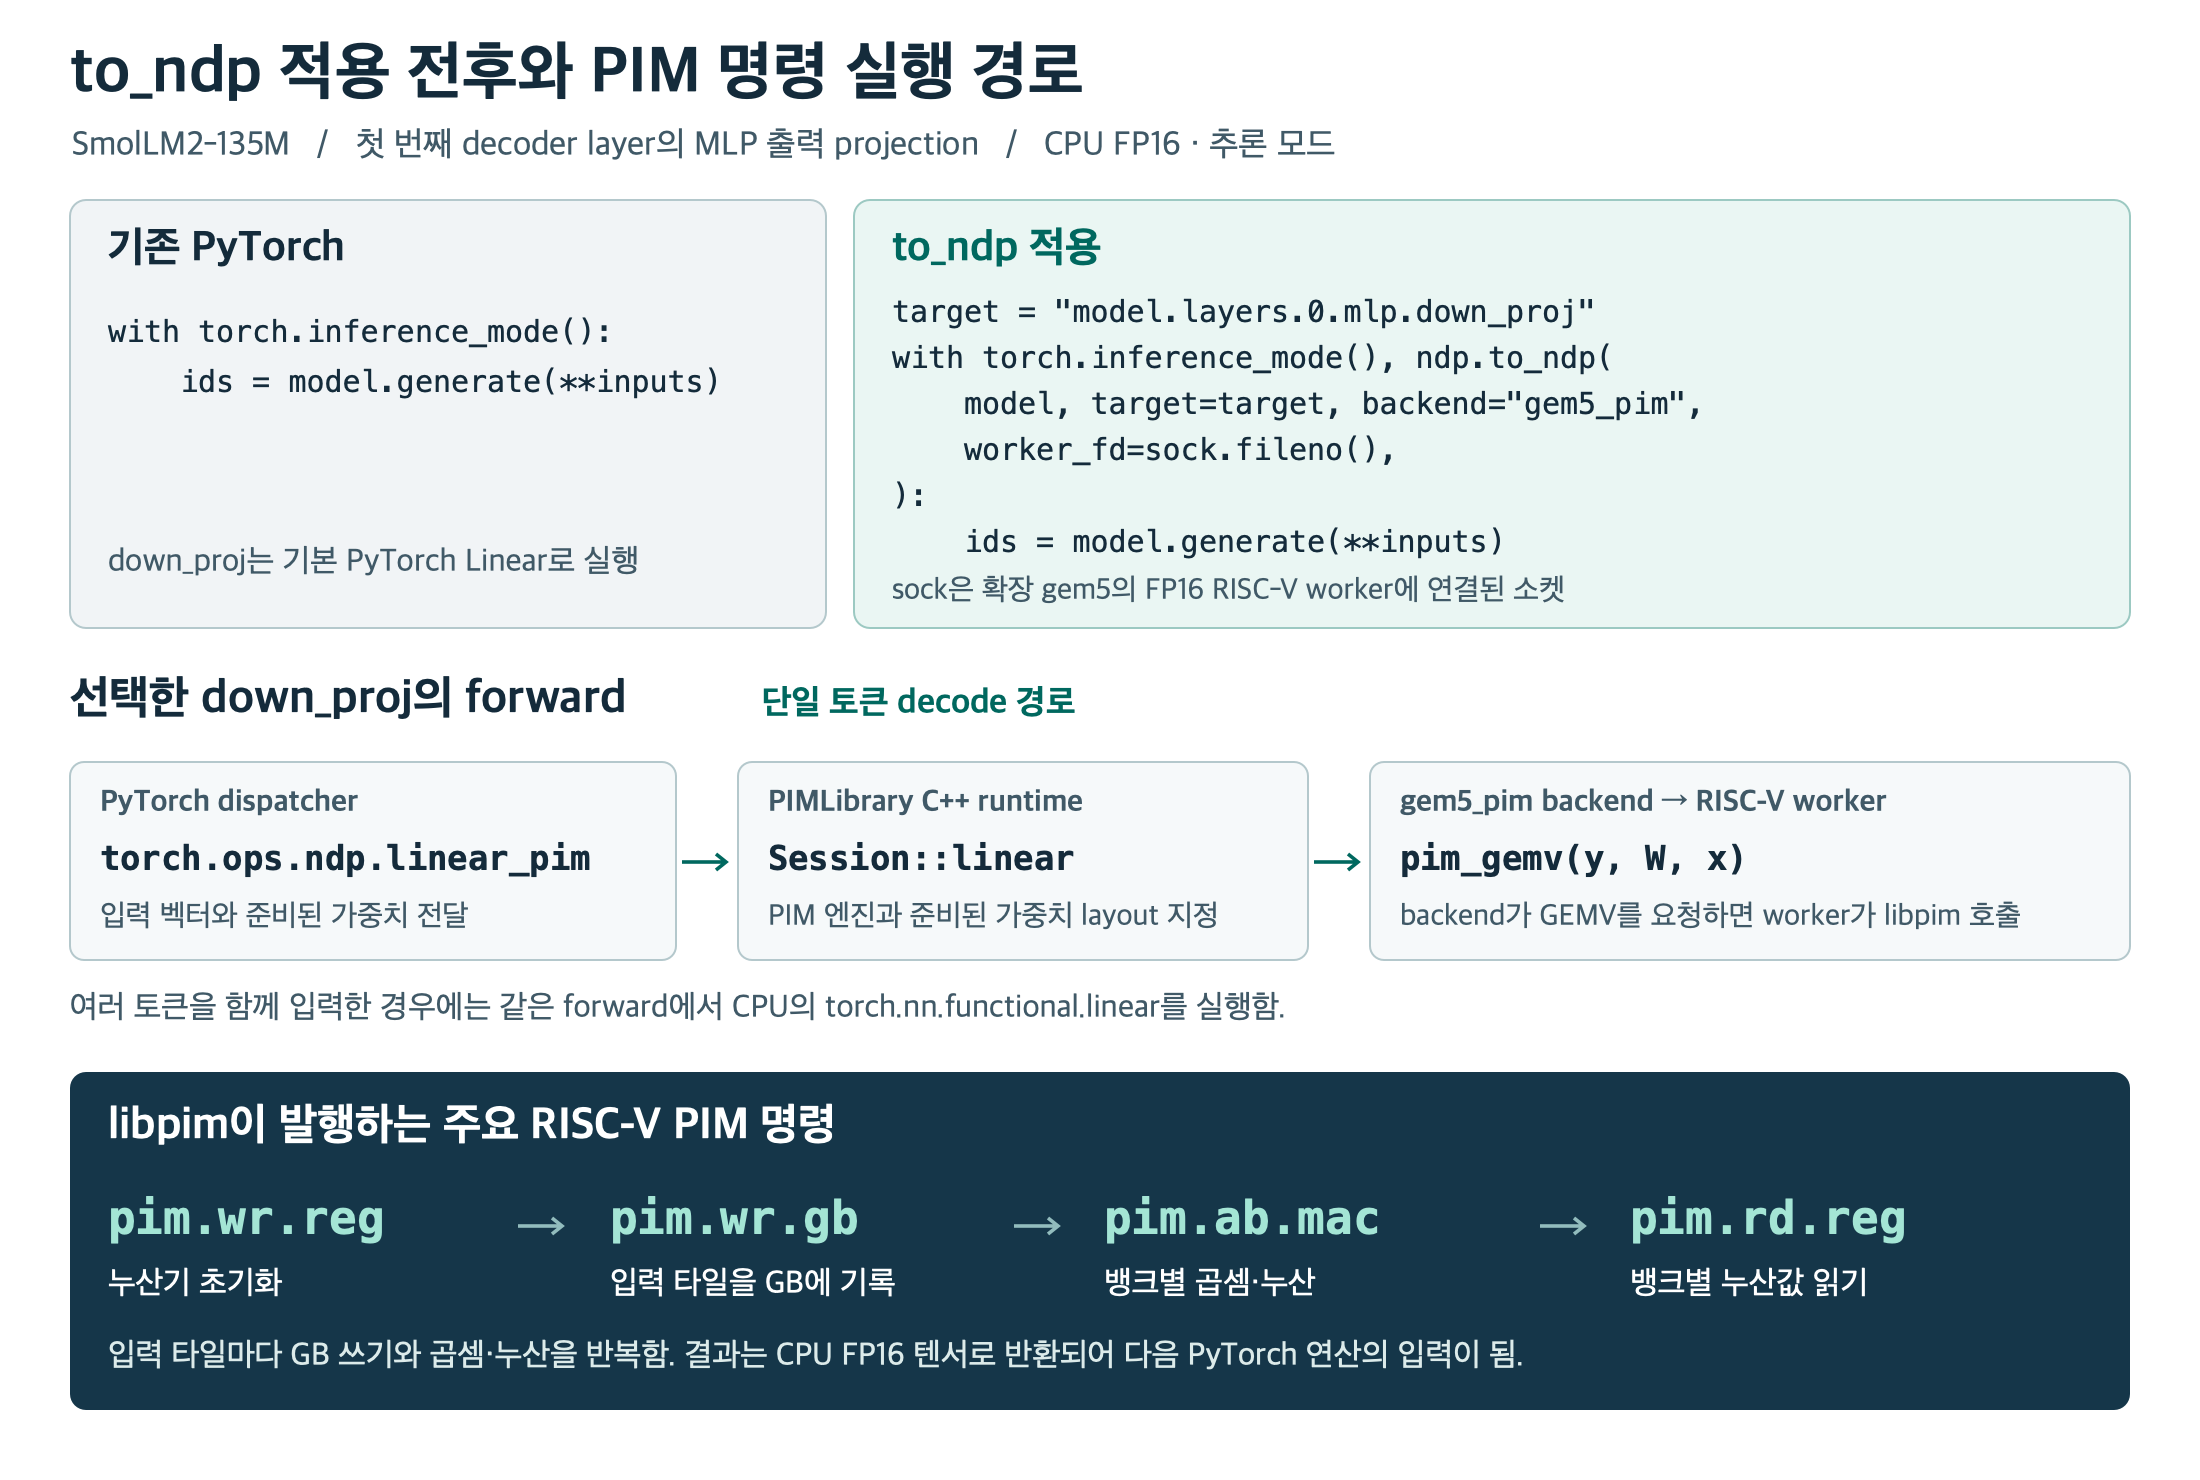 to_ndp 적용 전후와 PIM 명령 실행 경로
SmolLM2-135M / 첫 번째 decoder layer의 MLP 출력 projection / CPU FP16 · 추론 모드
기존 PyTorch
with torch.inference_mode():
    ids = model.generate(**inputs)
down_proj는 기본 PyTorch Linear로 실행
to_ndp 적용
target = "model.layers.0.mlp.down_proj"
with torch.inference_mode(), ndp.to_ndp(
    model, target=target, backend="gem5_pim",
    worker_fd=sock.fileno(),
):
    ids = model.generate(**inputs)
sock은 확장 gem5의 FP16 RISC-V worker에 연결된 소켓
선택한 down_proj의 forward
단일 토큰 decode 경로
PyTorch dispatcher
torch.ops.ndp.linear_pim
입력 벡터와 준비된 가중치 전달
→
PIMLibrary C++ runtime
Session::linear
PIM 엔진과 준비된 가중치 layout 지정
→
gem5_pim backend → RISC-V worker
pim_gemv(y, W, x)
backend가 GEMV를 요청하면 worker가 libpim 호출
여러 토큰을 함께 입력한 경우에는 같은 forward에서 CPU의 torch.nn.functional.linear를 실행함.
libpim이 발행하는 주요 RISC-V PIM 명령
pim.wr.reg → pim.wr.gb → pim.ab.mac → pim.rd.reg
누산기 초기화 입력 타일을 GB에 기록 뱅크별 곱셈·누산 뱅크별 누산값 읽기
입력 타일마다 GB 쓰기와 곱셈·누산을 반복함. 결과는 CPU FP16 텐서로 반환되어 다음 PyTorch 연산의 입력이 됨.